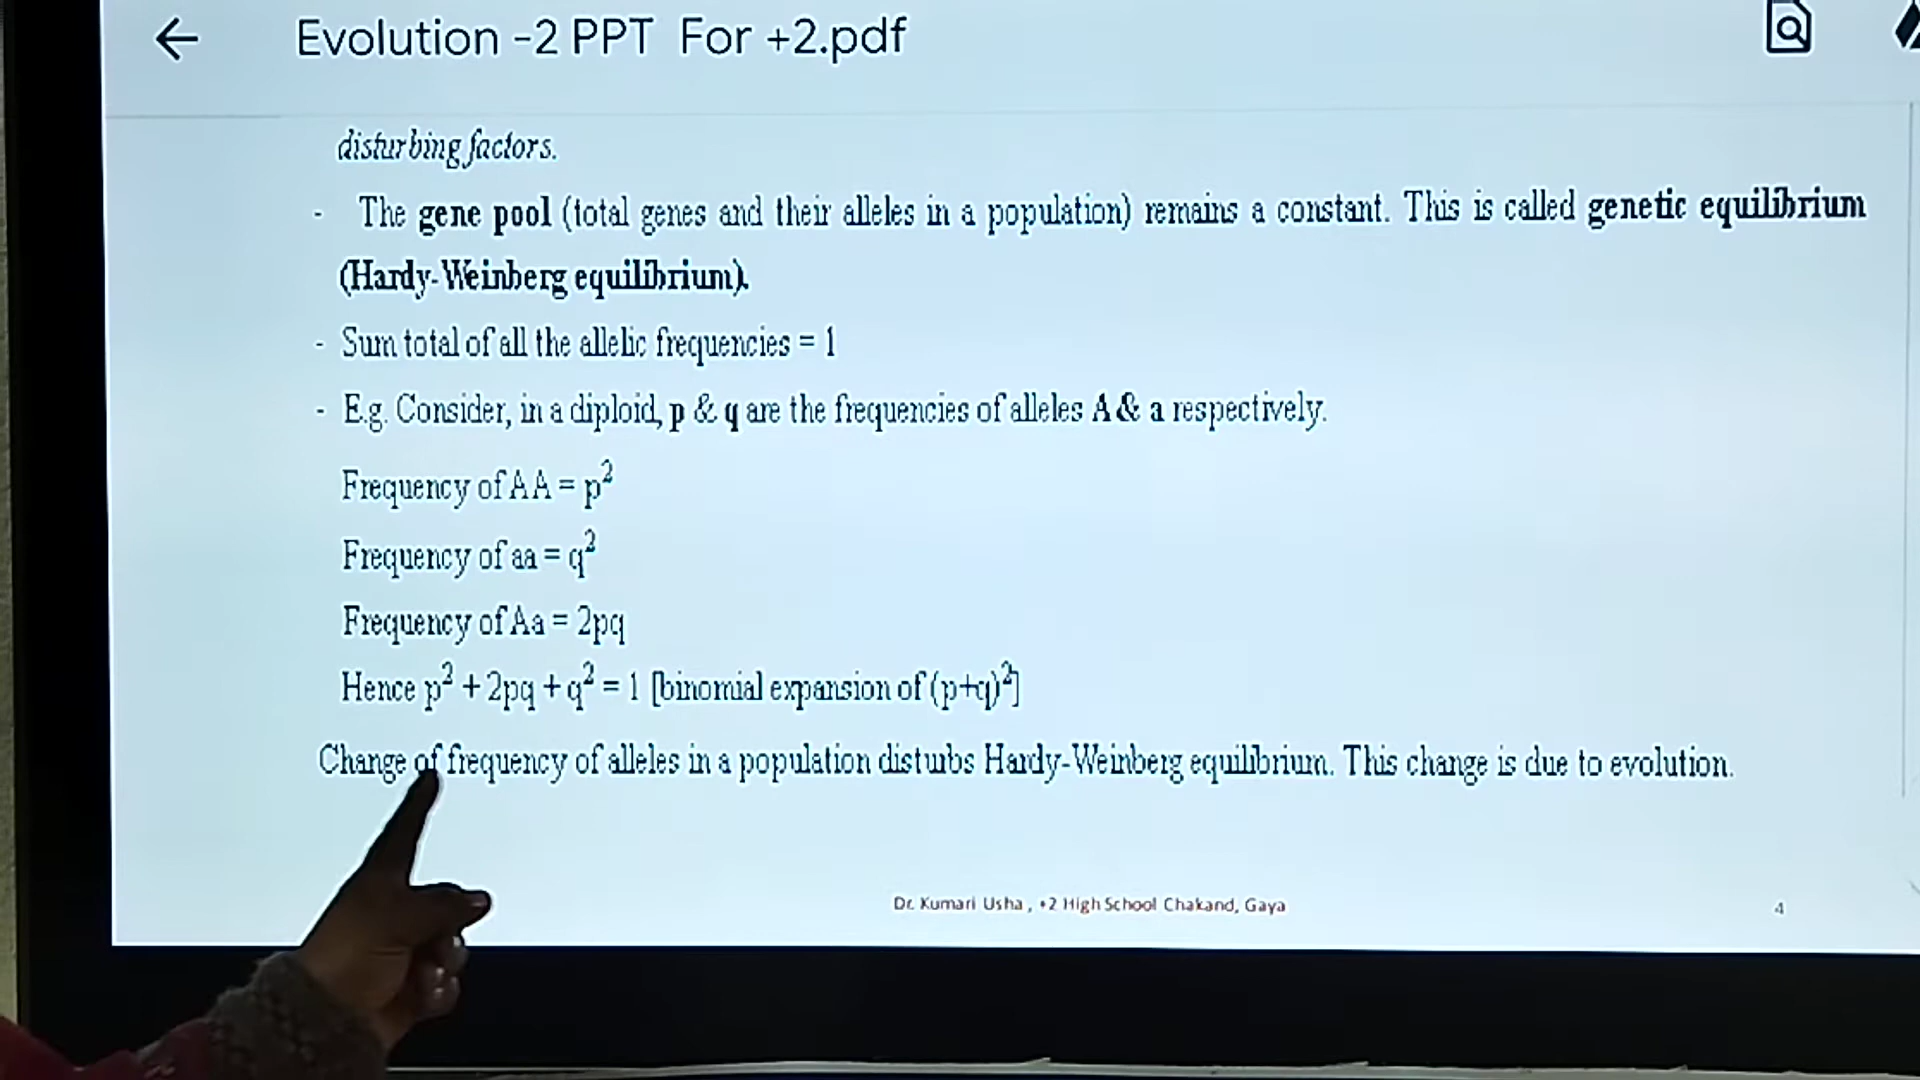 Evolution -2 PPT For +2.pdf
disturbing factors.
- The gene pool (total genes and their alleles in a population) remains a constant. This is called genetic equilibrium
(Hardy-Weinberg equilibrium).
- Sum total of all the allelic frequencies = 1
- E.g. Consider, in a diploid, p & q are the frequencies of alleles A & a respectively.
Frequency of AA = p²
Frequency of aa = q²
Frequency of Aa = 2pq
Hence p² + 2pq + q² = 1 [binomial expansion of (p+q)²]
Change of frequency of alleles in a population disturbs Hardy-Weinberg equilibrium. This change is due to evolution.
Dr. Kumari Usha , +2 High School Chakand, Gaya
4